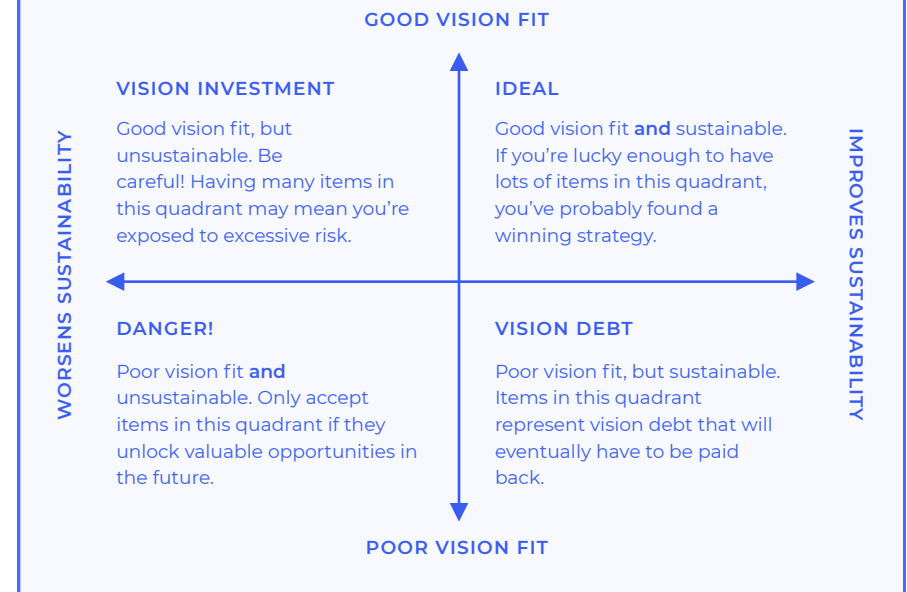 GOOD VISION FIT
VISION INVESTMENT
Good vision fit, but
unsustainable. Be
careful! Having many items in
this quadrant may mean you’re
exposed to excessive risk.
IDEAL
Good vision fit and sustainable.
If you’re lucky enough to have
lots of items in this quadrant,
you’ve probably found a
winning strategy.
WORSENS SUSTAINABILITY
IMPROVES SUSTAINABILITY
DANGER!
Poor vision fit and
unsustainable. Only accept
items in this quadrant if they
unlock valuable opportunities in
the future.
VISION DEBT
Poor vision fit, but sustainable.
Items in this quadrant
represent vision debt that will
eventually have to be paid
back.
POOR VISION FIT